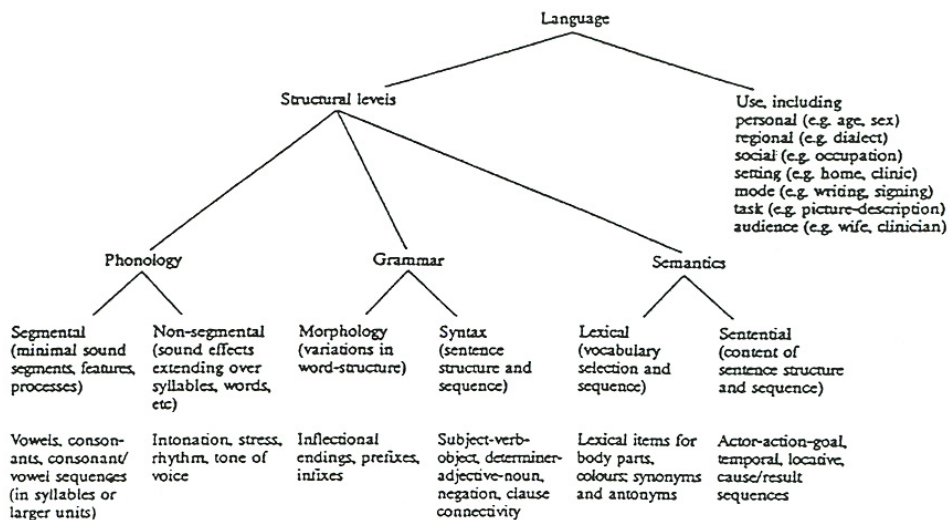 Language
Structural levels
Use, including
personal (e.g. age, sex)
regional (e.g. dialect)
social (e.g. occupation)
setting (e.g. home, clinic)
mode (e.g. writing, signing)
task (e.g. picture-description)
audience (e.g. wife, clinician)
Phonology
Grammar
Semantics
Segmental
(minimal sound
segments, features,
processes)
Non-segmental
(sound effects
extending over
syllables, words,
etc)
Morphology
(variations in
word-structure)
Syntax
(sentence
structure and
sequence)
Lexical
(vocabulary
selection and
sequence)
Sentential
(content of
sentence structure
and sequence)
Vowels, conson-
ants, consonant/
vowel sequences
(in syllables or
larger units)
Intonation, stress,
rhythm, tone of
voice
Inflectional
endings, prefixes,
infixes
Subject-verb-
object, determiner-
adjective-noun,
negation, clause
connectivity
Lexical items for
body parts,
colours; synonyms
and antonyms
Actor-action-goal,
temporal, locative,
cause/result
sequences